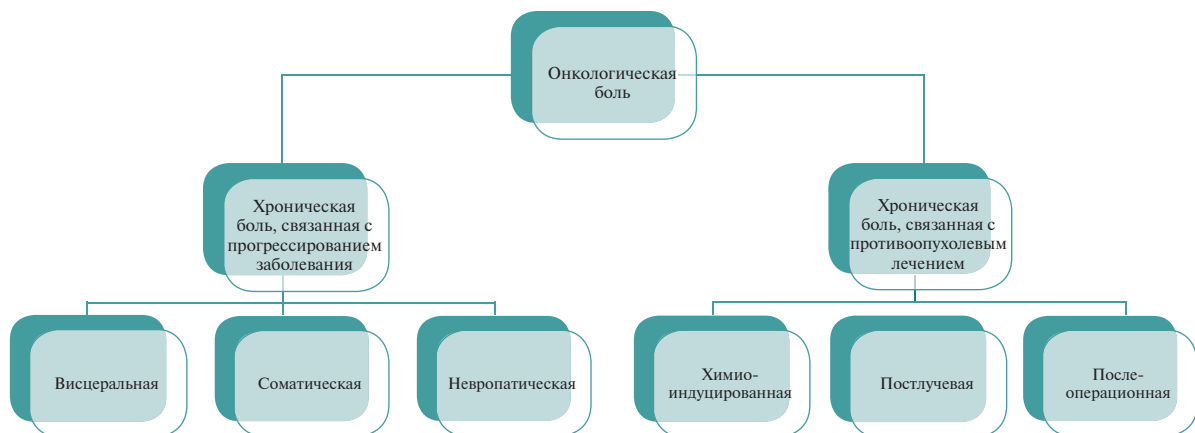 Онкологическая
боль
Хроническая
боль, связанная с
прогрессированием
заболевания
Хроническая
боль, связанная с
противоопухолевым
лечением
Висцеральная
Соматическая
Невропатическая
Химио-
индуцированная
Постлучевая
После-
операционная